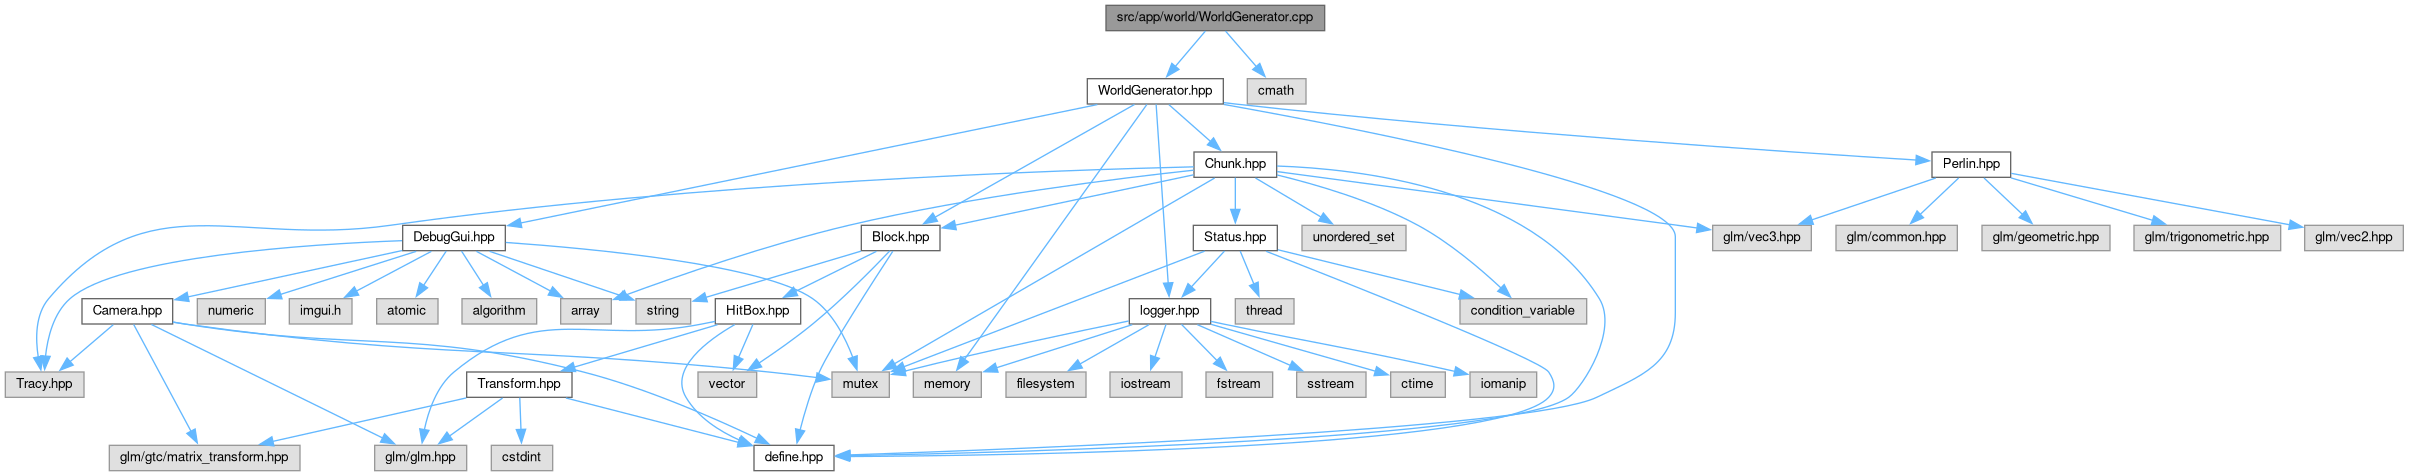 src/app/world/WorldGenerator.cpp
WorldGenerator.hpp
cmath
Chunk.hpp
Perlin.hpp
DebugGui.hpp
Block.hpp
Status.hpp
unordered_set
glm/vec3.hpp
glm/common.hpp
glm/geometric.hpp
glm/trigonometric.hpp
glm/vec2.hpp
Camera.hpp
numeric
imgui.h
atomic
algorithm
array
string
HitBox.hpp
logger.hpp
thread
condition_variable
Tracy.hpp
Transform.hpp
vector
mutex
memory
filesystem
iostream
fstream
sstream
ctime
iomanip
glm/gtc/matrix_transform.hpp
glm/glm.hpp
cstdint
define.hpp